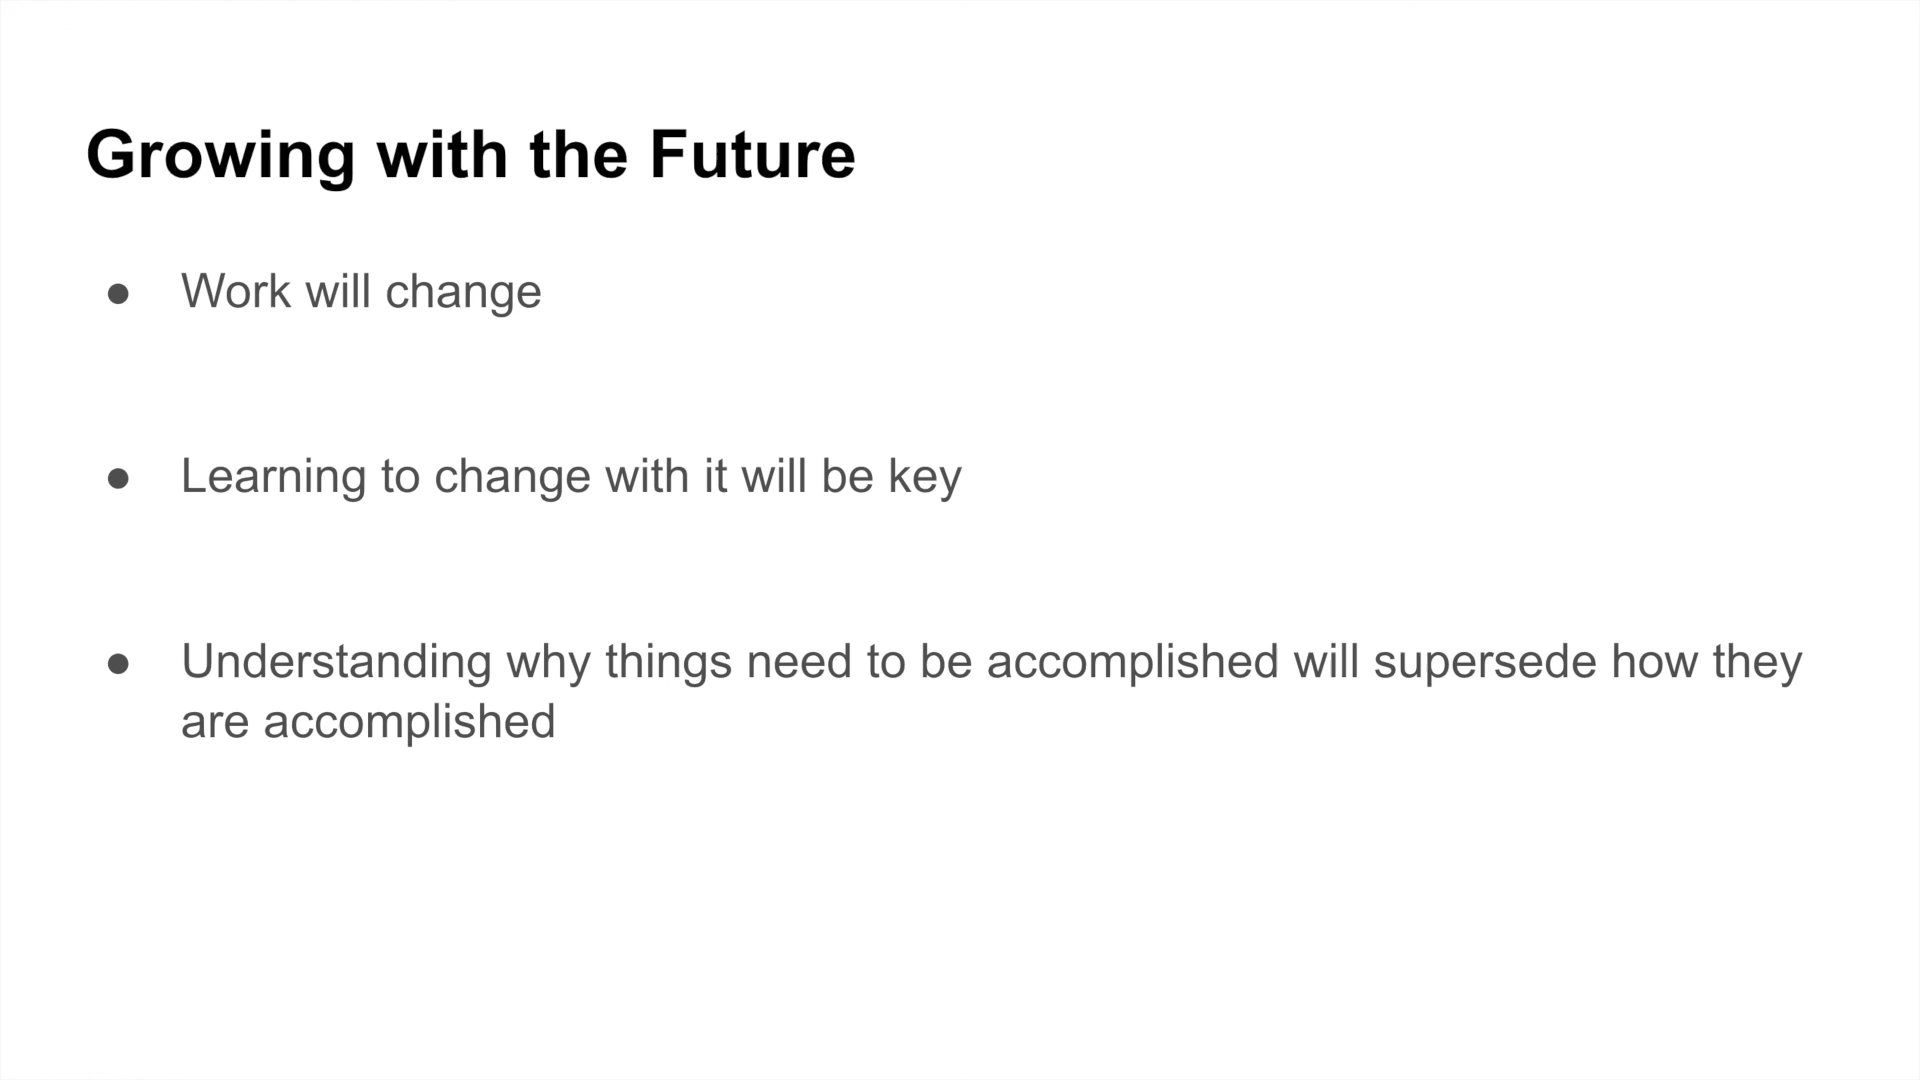 Growing with the Future
● Work will change
● Learning to change with it will be key
● Understanding why things need to be accomplished will supersede how they
are accomplished